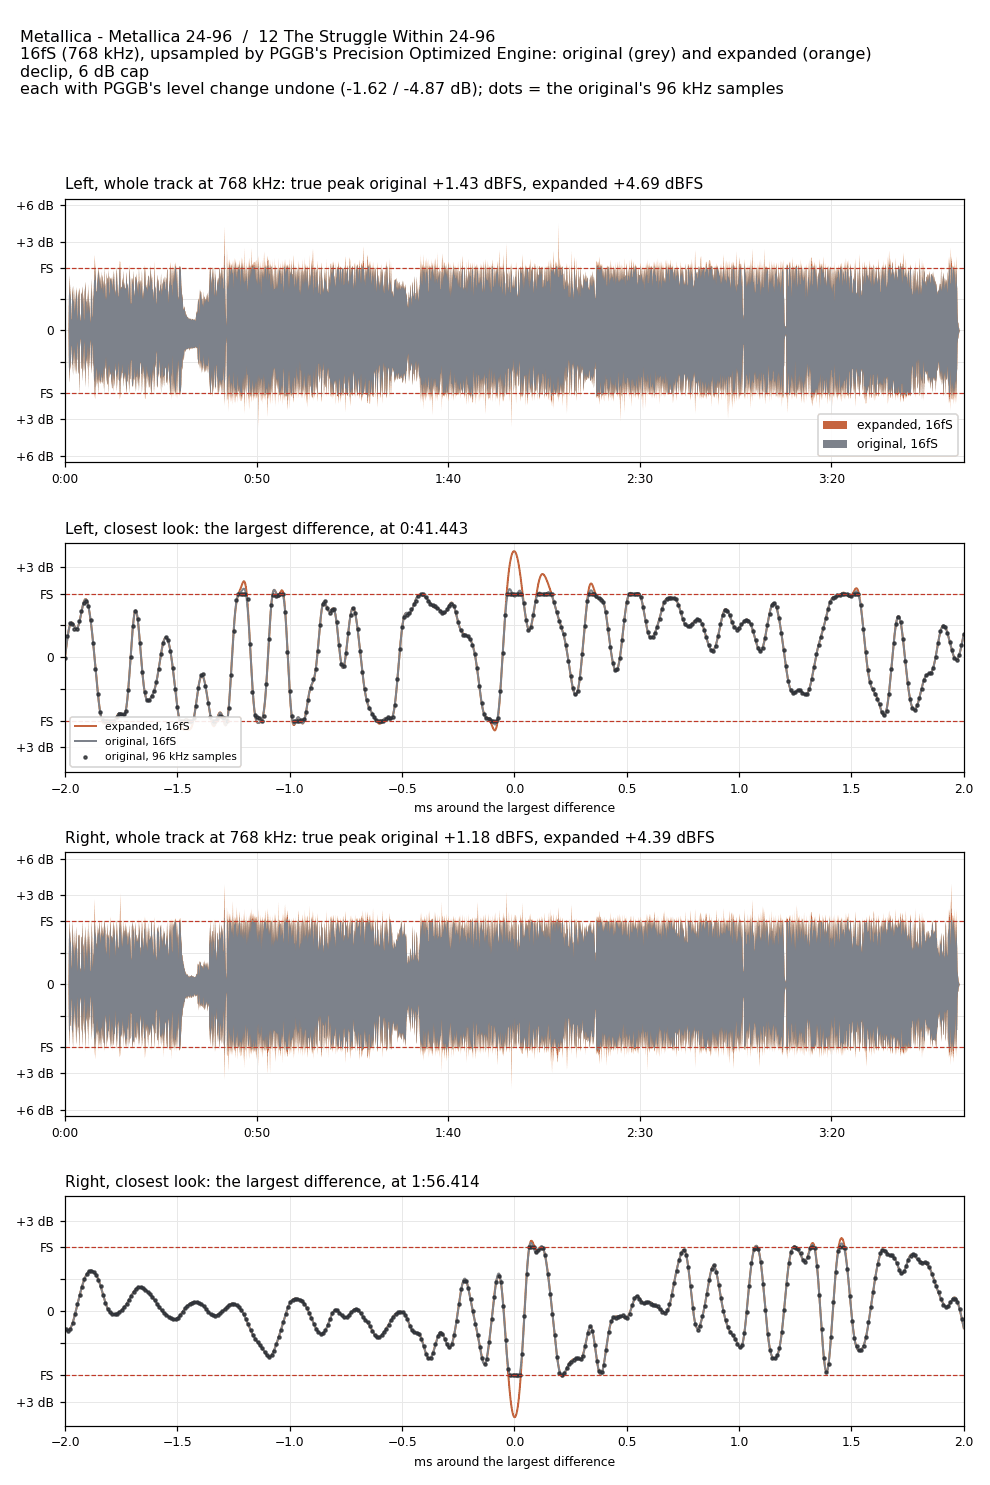 Metallica - Metallica 24-96 / 12 The Struggle Within 24-96
16fS (768 kHz), upsampled by PGGB's Precision Optimized Engine: original (grey) and expanded (orange)
declip, 6 dB cap
each with PGGB's level change undone (-1.62 / -4.87 dB); dots = the original's 96 kHz samples
Left, whole track at 768 kHz: true peak original +1.43 dBFS, expanded +4.69 dBFS
+6 dB
+3 dB
FS
0
FS
+3 dB
+6 dB
expanded, 16fS
original, 16fS
0:00 0:50 1:40 2:30 3:20
Left, closest look: the largest difference, at 0:41.443
+3 dB
FS
0
FS
+3 dB
expanded, 16fS
original, 16fS
original, 96 kHz samples
−2.0 −1.5 −1.0 −0.5 0.0 0.5 1.0 1.5 2.0
ms around the largest difference
Right, whole track at 768 kHz: true peak original +1.18 dBFS, expanded +4.39 dBFS
+6 dB
+3 dB
FS
0
FS
+3 dB
+6 dB
0:00 0:50 1:40 2:30 3:20
Right, closest look: the largest difference, at 1:56.414
+3 dB
FS
0
FS
+3 dB
−2.0 −1.5 −1.0 −0.5 0.0 0.5 1.0 1.5 2.0
ms around the largest difference